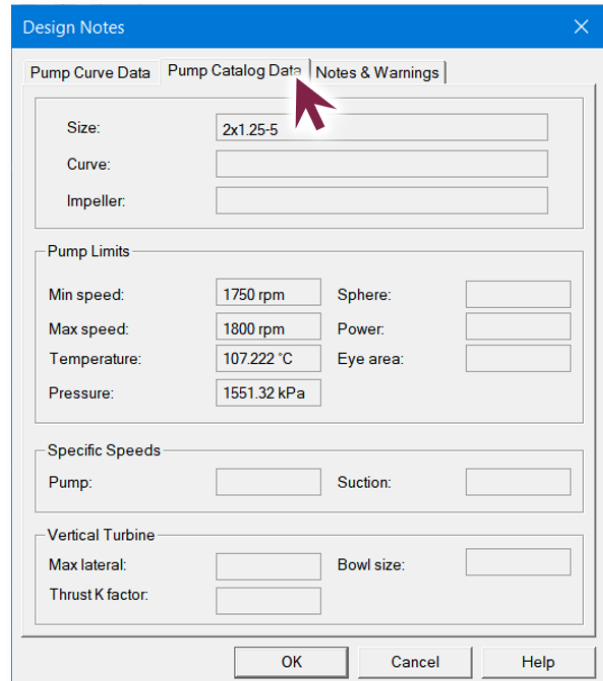 Design Notes
Pump Curve Data Pump Catalog Data Notes & Warnings
Size: 2x1.25-5
Curve:
Impeller:
Pump Limits
Min speed: 1750 rpm Sphere:
Max speed: 1800 rpm Power:
Temperature: 107.222 °C Eye area:
Pressure: 1551.32 kPa
Specific Speeds
Pump: Suction:
Vertical Turbine
Max lateral: Bowl size:
Thrust K factor:
OK Cancel Help